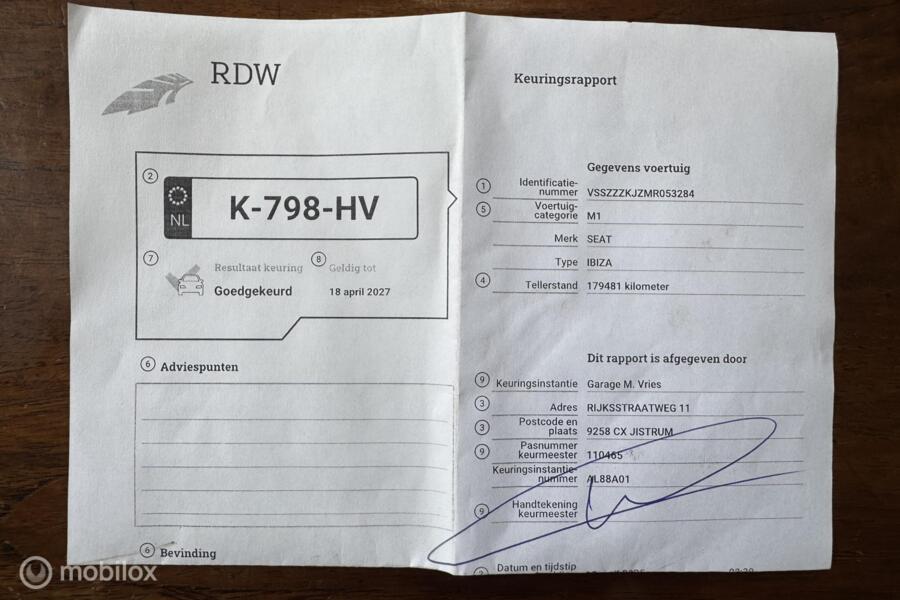 RDW
Keuringsrapport
② NL K-798-HV
⑦ Resultaat keuring
Goedgekeurd
⑧ Geldig tot
18 april 2027
⑥ Adviespunten
⑥ Bevinding
Gegevens voertuig
① Identificatie-
nummer VSSZZZKJZMR053284
⑤ Voertuig-
categorie M1
Merk SEAT
Type IBIZA
④ Tellerstand 179481 kilometer
Dit rapport is afgegeven door
⑨ Keuringsinstantie Garage M. Vries
③ Adres RIJKSSTRAATWEG 11
③ Postcode en
plaats 9258 CX JISTRUM
⑨ Pasnummer
keurmeester 110465
Keuringsinstantie-
nummer AL88A01
⑨ Handtekening
keurmeester
Datum en tijdstip
mobilox